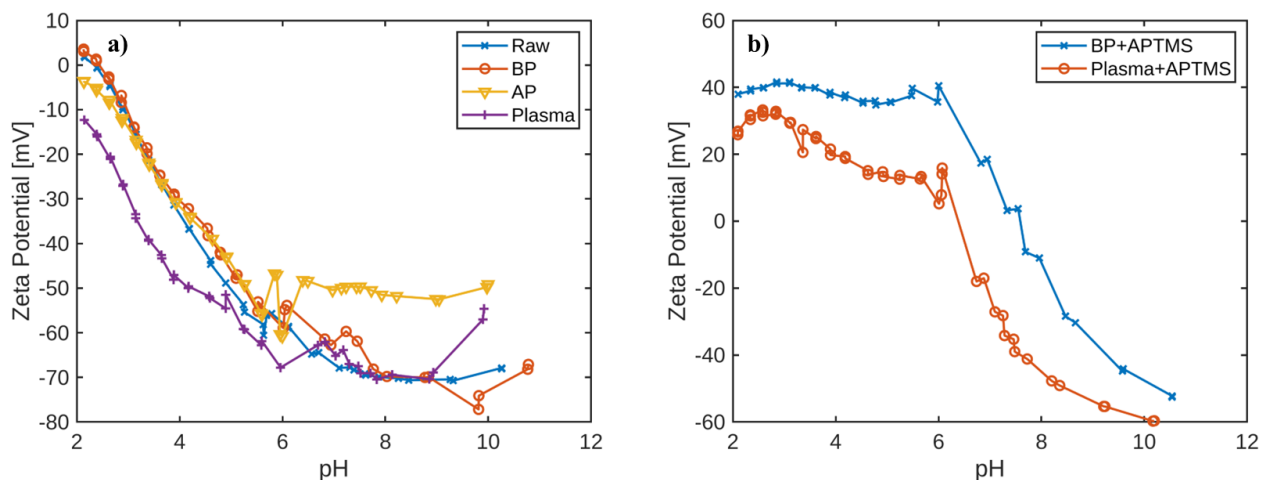 a)
Zeta Potential [mV]
10
0
-10
-20
-30
-40
-50
-60
-70
-80
2 4 6 8 10 12
pH
Raw
BP
AP
Plasma
b)
Zeta Potential [mV]
60
40
20
0
-20
-40
-60
2 4 6 8 10 12
pH
BP+APTMS
Plasma+APTMS